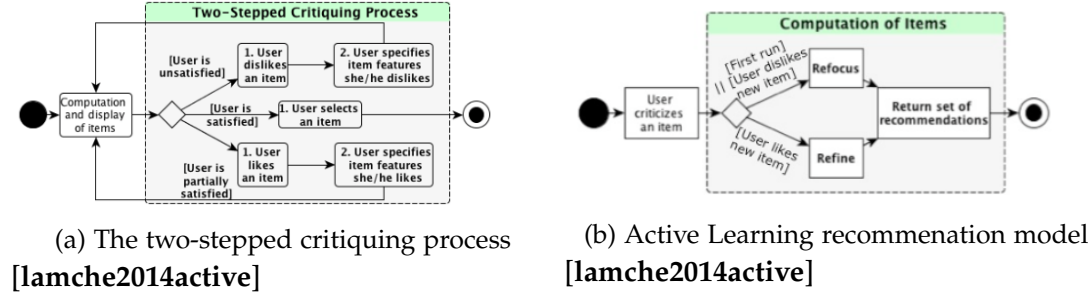 Two-Stepped Critiquing Process
[User is
unsatisfied]
1. User
dislikes
an item
2. User specifies
item features
she/he dislikes
Computation
and display
of items
[User is
satisfied]
1. User selects
an item
[User is
partially
satisfied]
1. User
likes
an item
2. User specifies
item features
she/he likes
(a) The two-stepped critiquing process
[lamche2014active]
Computation of Items
[First run]
|| [User dislikes
new item]
Refocus
User
criticizes
an item
Return set of
recommendations
[User likes
new item]
Refine
(b) Active Learning recommenation model
[lamche2014active]